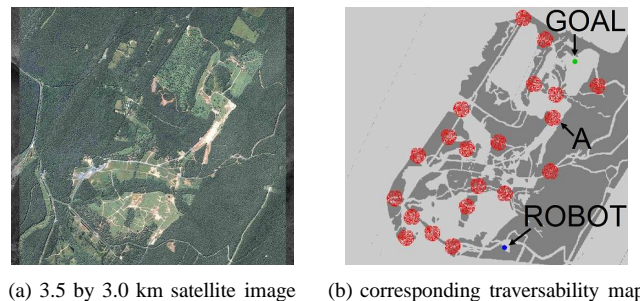 GOAL
A
ROBOT
(a) 3.5 by 3.0 km satellite image
(b) corresponding traversability map